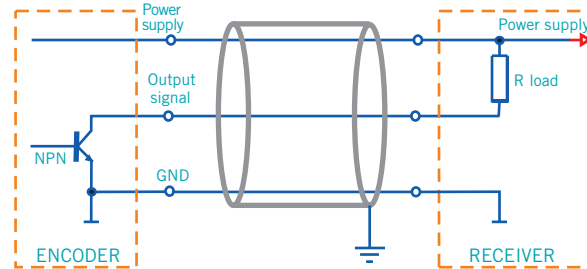 Power
supply
Power supply
Output
signal
R load
NPN
GND
ENCODER
RECEIVER